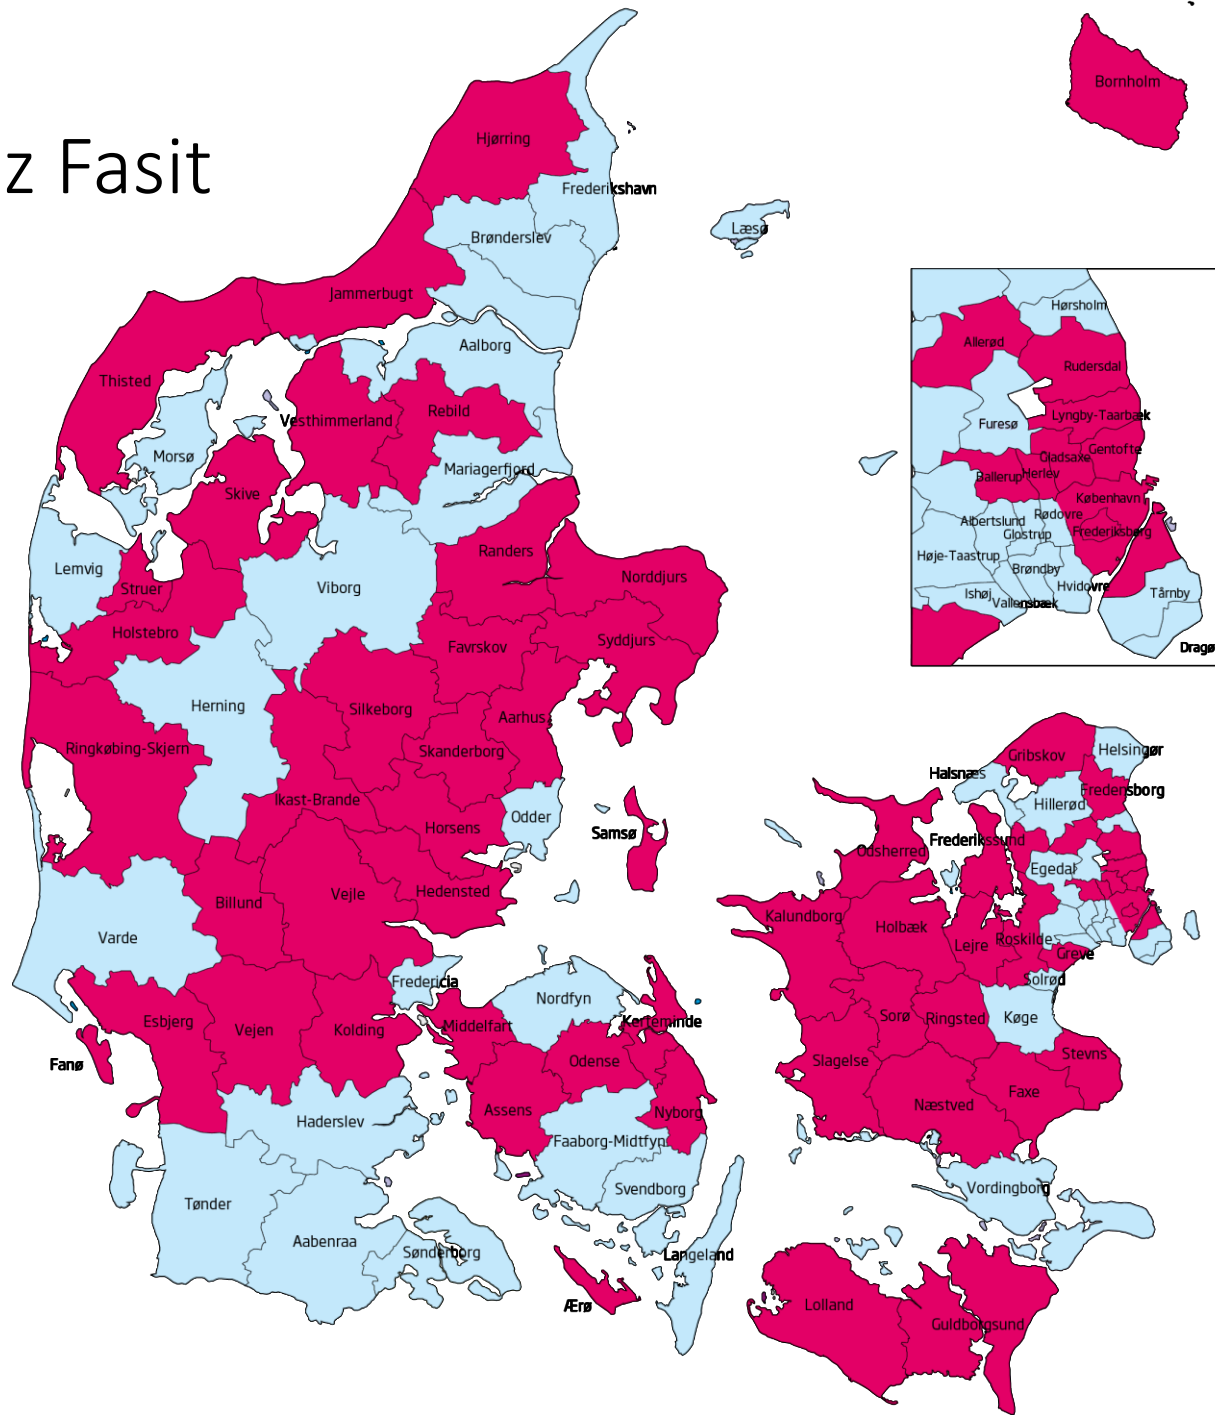 z Fasit
Bornholm
Hjørring
Frederikshavn
Læsø
Brønderslev
Jammerbugt
Aalborg
Thisted
Vesthimmerland
Rebild
Morsø
Mariagerfjord
Skive
Randers
Lemvig
Struer
Viborg
Norddjurs
Holstebro
Favrskov
Syddjurs
Herning
Silkeborg
Aarhus
Ringkøbing-Skjern
Skanderborg
Ikast-Brande
Horsens
Odder
Samsø
Billund
Vejle
Hedensted
Varde
Fredericia
Nordfyn
Esbjerg
Vejen
Kolding
Middelfart
Kerteminde
Fanø
Odense
Haderslev
Assens
Nyborg
Faaborg-Midtfyn
Svendborg
Tønder
Aabenraa
Sønderborg
Langeland
Ærø
Hørsholm
Allerød
Rudersdal
Lyngby-Taarbæk
Furesø
Gentofte
Gladsaxe
Ballerup
Herlev
København
Rødovre
Albertslund
Glostrup
Frederiksberg
Høje-Taastrup
Brøndby
Hvidovre
Ishøj
Vallensbæk
Tårnby
Dragø
Gribskov
Helsingør
Halsnæs
Fredensborg
Hillerød
Frederikssund
Odsherred
Egedal
Kalundborg
Holbæk
Lejre
Roskilde
Greve
Solrød
Sorø
Ringsted
Køge
Slagelse
Stevns
Faxe
Næstved
Vordingborg
Lolland
Guldborgsund